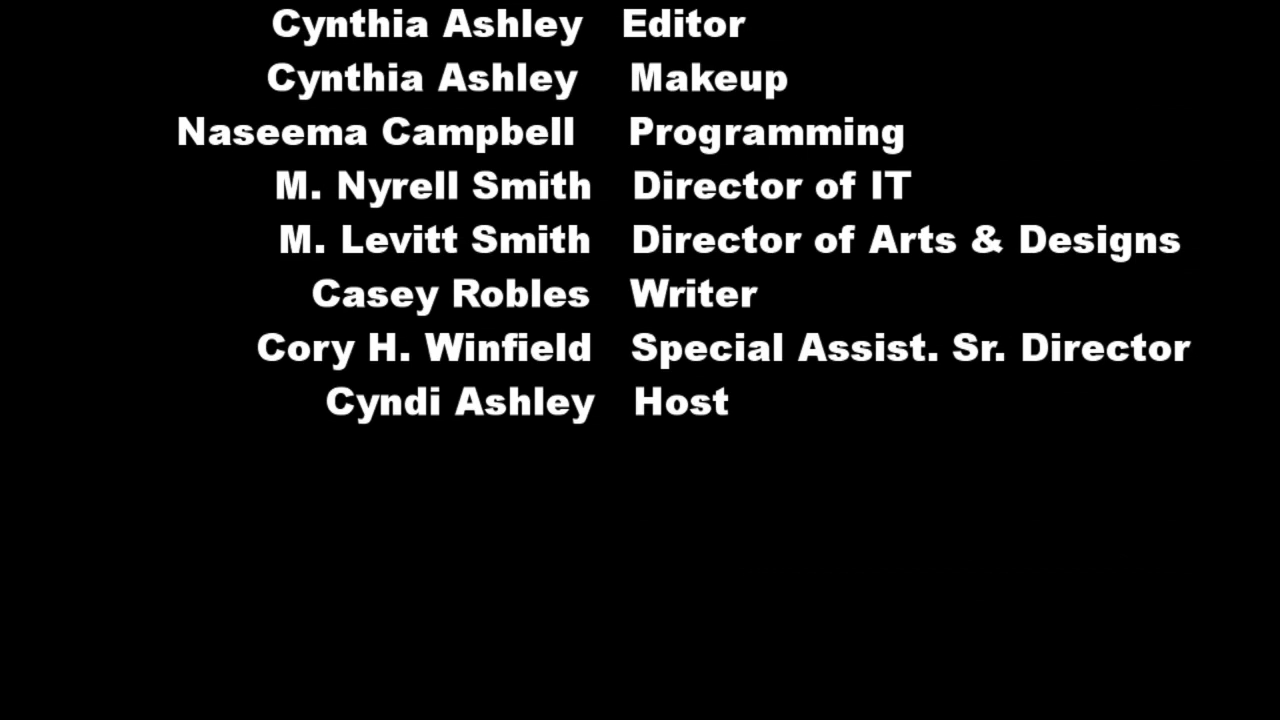 Cynthia Ashley Editor
Cynthia Ashley Makeup
Naseema Campbell Programming
M. Nyrell Smith Director of IT
M. Levitt Smith Director of Arts & Designs
Casey Robles Writer
Cory H. Winfield Special Assist. Sr. Director
Cyndi Ashley Host